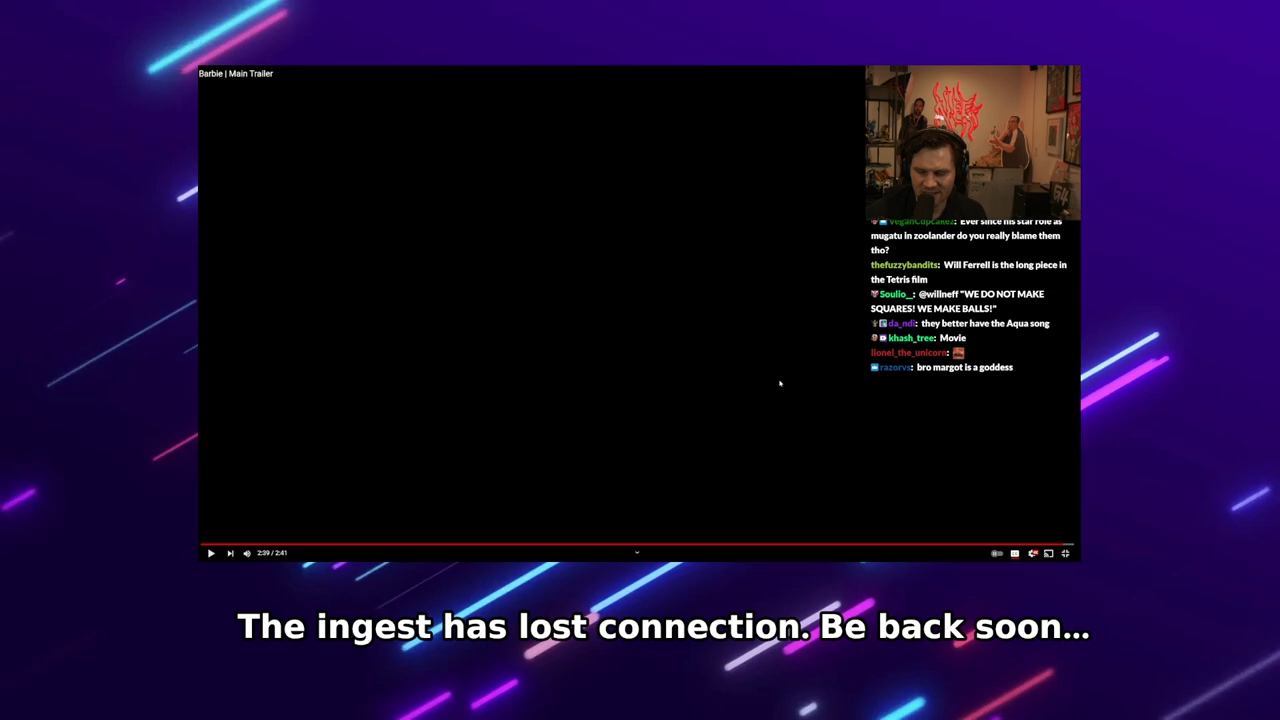 Barbie | Main Trailer
VeganCupcakez: Ever since his star role as
mugatu in zoolander do you really blame them
tho?
thefuzzybandits: Will Ferrell is the long piece in
the Tetris film
Soulio__: @willneff "WE DO NOT MAKE
SQUARES! WE MAKE BALLS!"
da_ndi: they better have the Aqua song
khash_tree: Movie
lionel_the_unicorn:
razorvs: bro margot is a goddess
2:39 / 2:41
The ingest has lost connection. Be back soon...